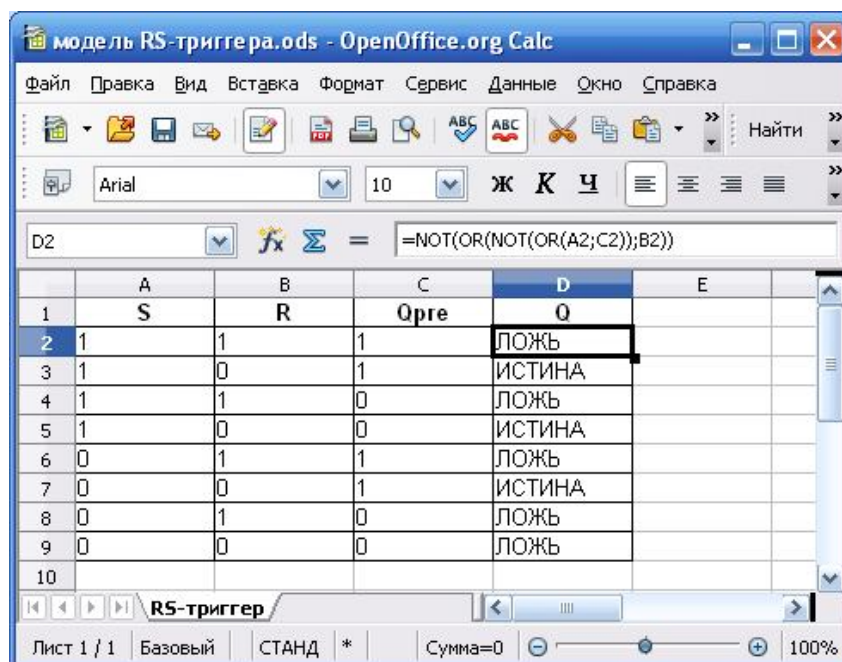 модель RS-триггера.ods - OpenOffice.org Calc
Файл Правка Вид Вставка Формат Сервис Данные Окно Справка
ABC ABC » Найти »
Arial 10 Ж К Ч »
D2 fx Σ = =NOT(OR(NOT(OR(A2;C2));B2))
A B C D E
1 S R Qpre Q
2 1 1 1 ЛОЖЬ
3 1 0 1 ИСТИНА
4 1 1 0 ЛОЖЬ
5 1 0 0 ИСТИНА
6 0 1 1 ЛОЖЬ
7 0 0 1 ИСТИНА
8 0 1 0 ЛОЖЬ
9 0 0 0 ЛОЖЬ
10
RS-триггер
Лист 1 / 1 Базовый СТАНД * Сумма=0 100%